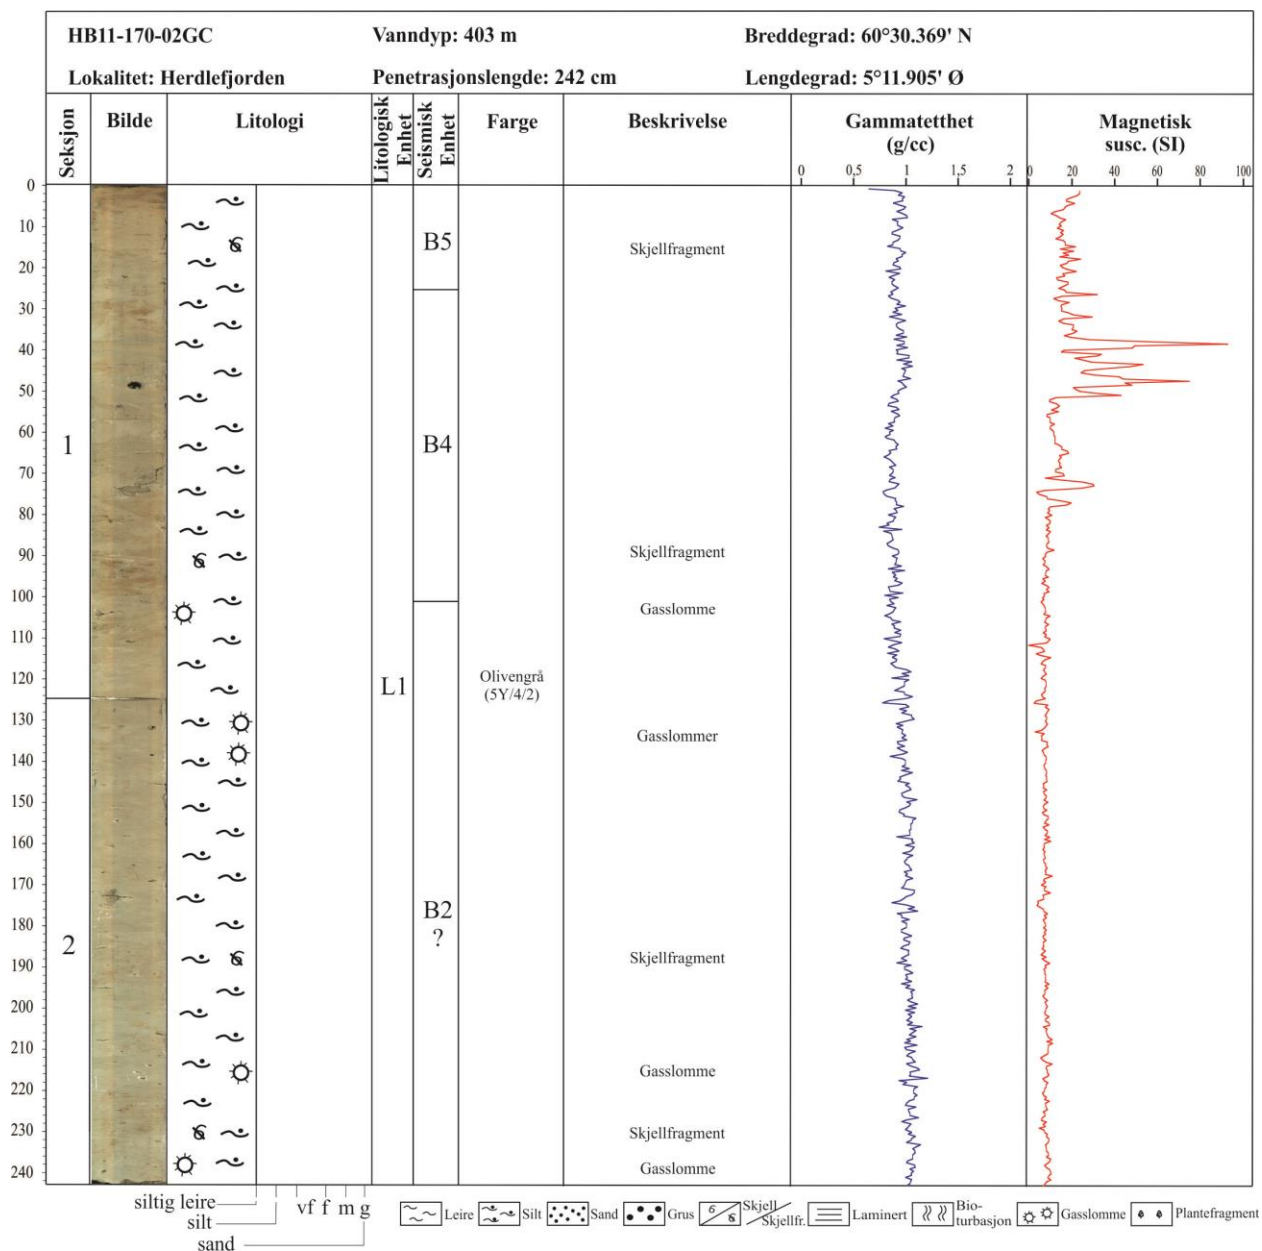 HB11-170-02GC Vanndyp: 403 m Breddegrad: 60°30.369' N
Lokalitet: Herdlefjorden Penetrasjonslengde: 242 cm Lengdegrad: 5°11.905' Ø
Seksjon
Bilde
Litologi
Litologisk
Enhet
Seismisk
Enhet
Farge
Beskrivelse
Gammatetthet
(g/cc)
Magnetisk
susc. (SI)
0 0,5 1 1,5 2
0 20 40 60 80 100
0
10
20
30
40
50
60
70
80
90
100
110
120
130
140
150
160
170
180
190
200
210
220
230
240
1
2
L1
B5
B4
B2
?
Olivengrå
(5Y/4/2)
Skjellfragment
Skjellfragment
Gasslomme
Gasslommer
Skjellfragment
Gasslomme
Skjellfragment
Gasslomme
siltig leire
silt
vf f m g
sand
Leire Silt Sand Grus Skjell Skjellfr. Laminert Bio-
turbasjon Gasslomme Plantefragment